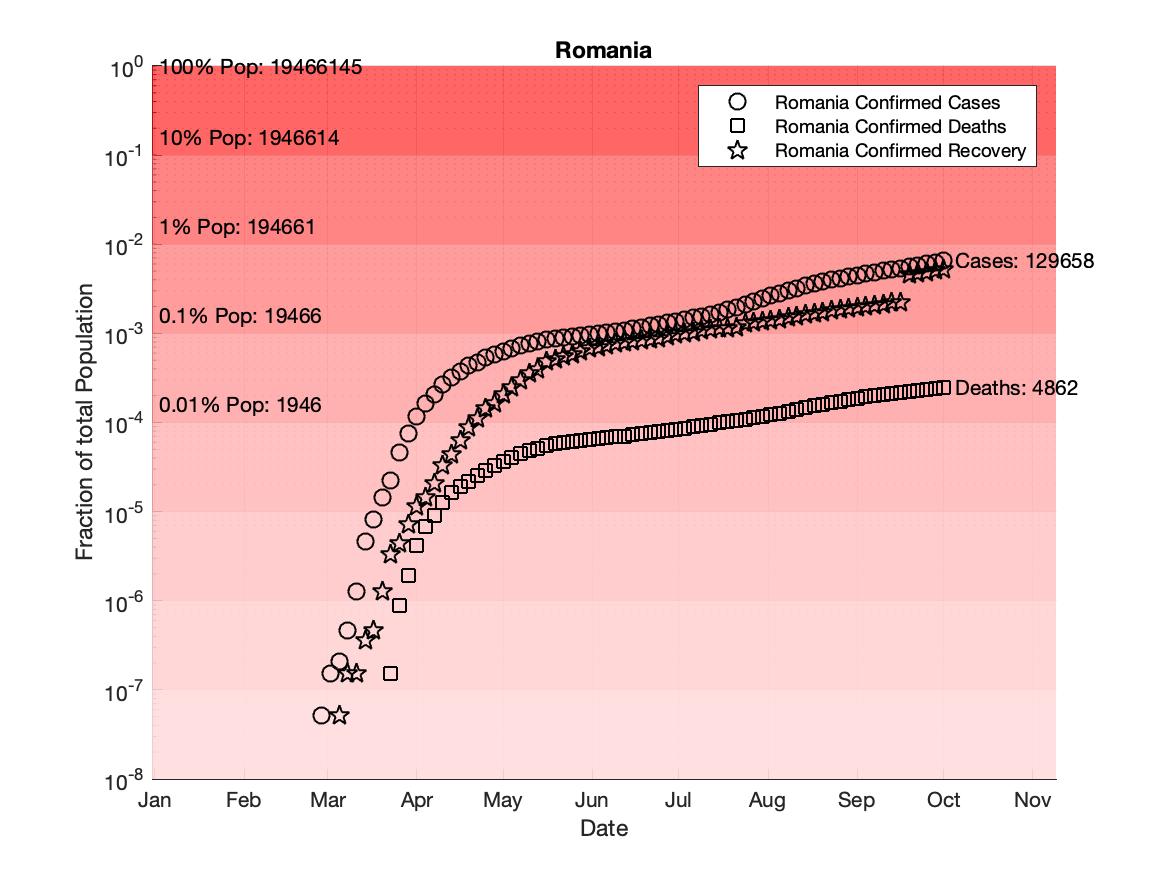 Romania
10^0
100% Pop: 19466145
Romania Confirmed Cases
Romania Confirmed Deaths
Romania Confirmed Recovery
10% Pop: 1946614
10^-1
1% Pop: 194661
10^-2
Cases: 129658
0.1% Pop: 19466
10^-3
Deaths: 4862
0.01% Pop: 1946
10^-4
10^-5
10^-6
10^-7
10^-8
Fraction of total Population
Jan Feb Mar Apr May Jun Jul Aug Sep Oct Nov
Date